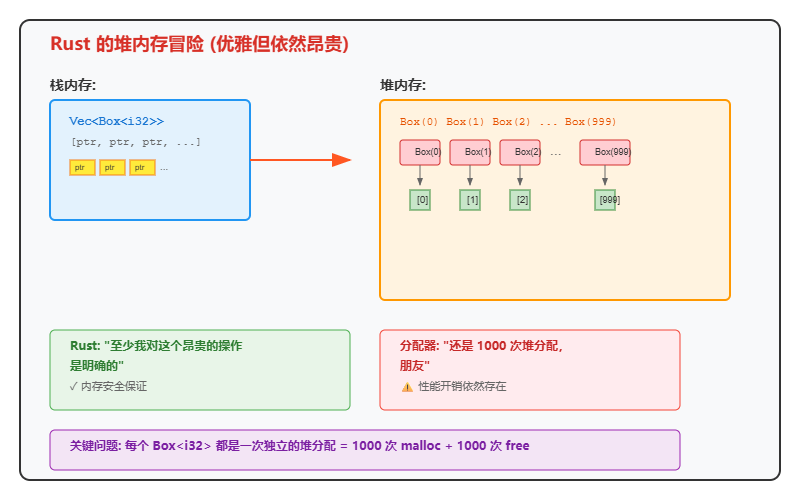 Rust 的堆内存冒险 (优雅但依然昂贵)
栈内存:
堆内存:
Vec<Box<i32>>
[ptr, ptr, ptr, ...]
ptr ptr ptr ...
Box(0) Box(1) Box(2) ... Box(999)
Box(0) Box(1) Box(2) ... Box(999)
[0] [1] [2] [999]
Rust: "至少我对这个昂贵的操作
是明确的"
✓ 内存安全保证
分配器: "还是 1000 次堆分配,
朋友"
⚠️ 性能开销依然存在
关键问题: 每个 Box<i32> 都是一次独立的堆分配 = 1000 次 malloc + 1000 次 free